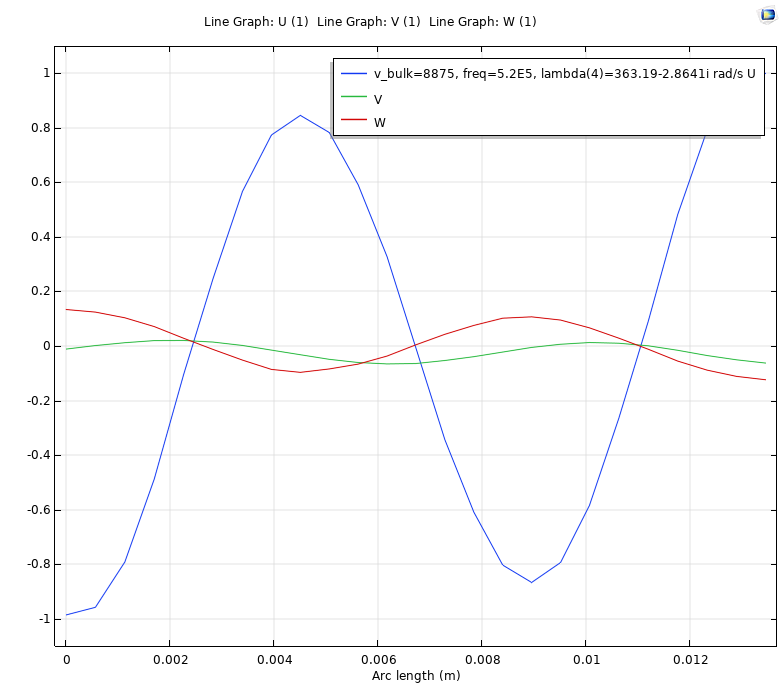 Line Graph: U (1) Line Graph: V (1) Line Graph: W (1)
v_bulk=8875, freq=5.2E5, lambda(4)=363.19-2.8641i rad/s U
V
W
1
0.8
0.6
0.4
0.2
0
-0.2
-0.4
-0.6
-0.8
-1
0 0.002 0.004 0.006 0.008 0.01 0.012
Arc length (m)